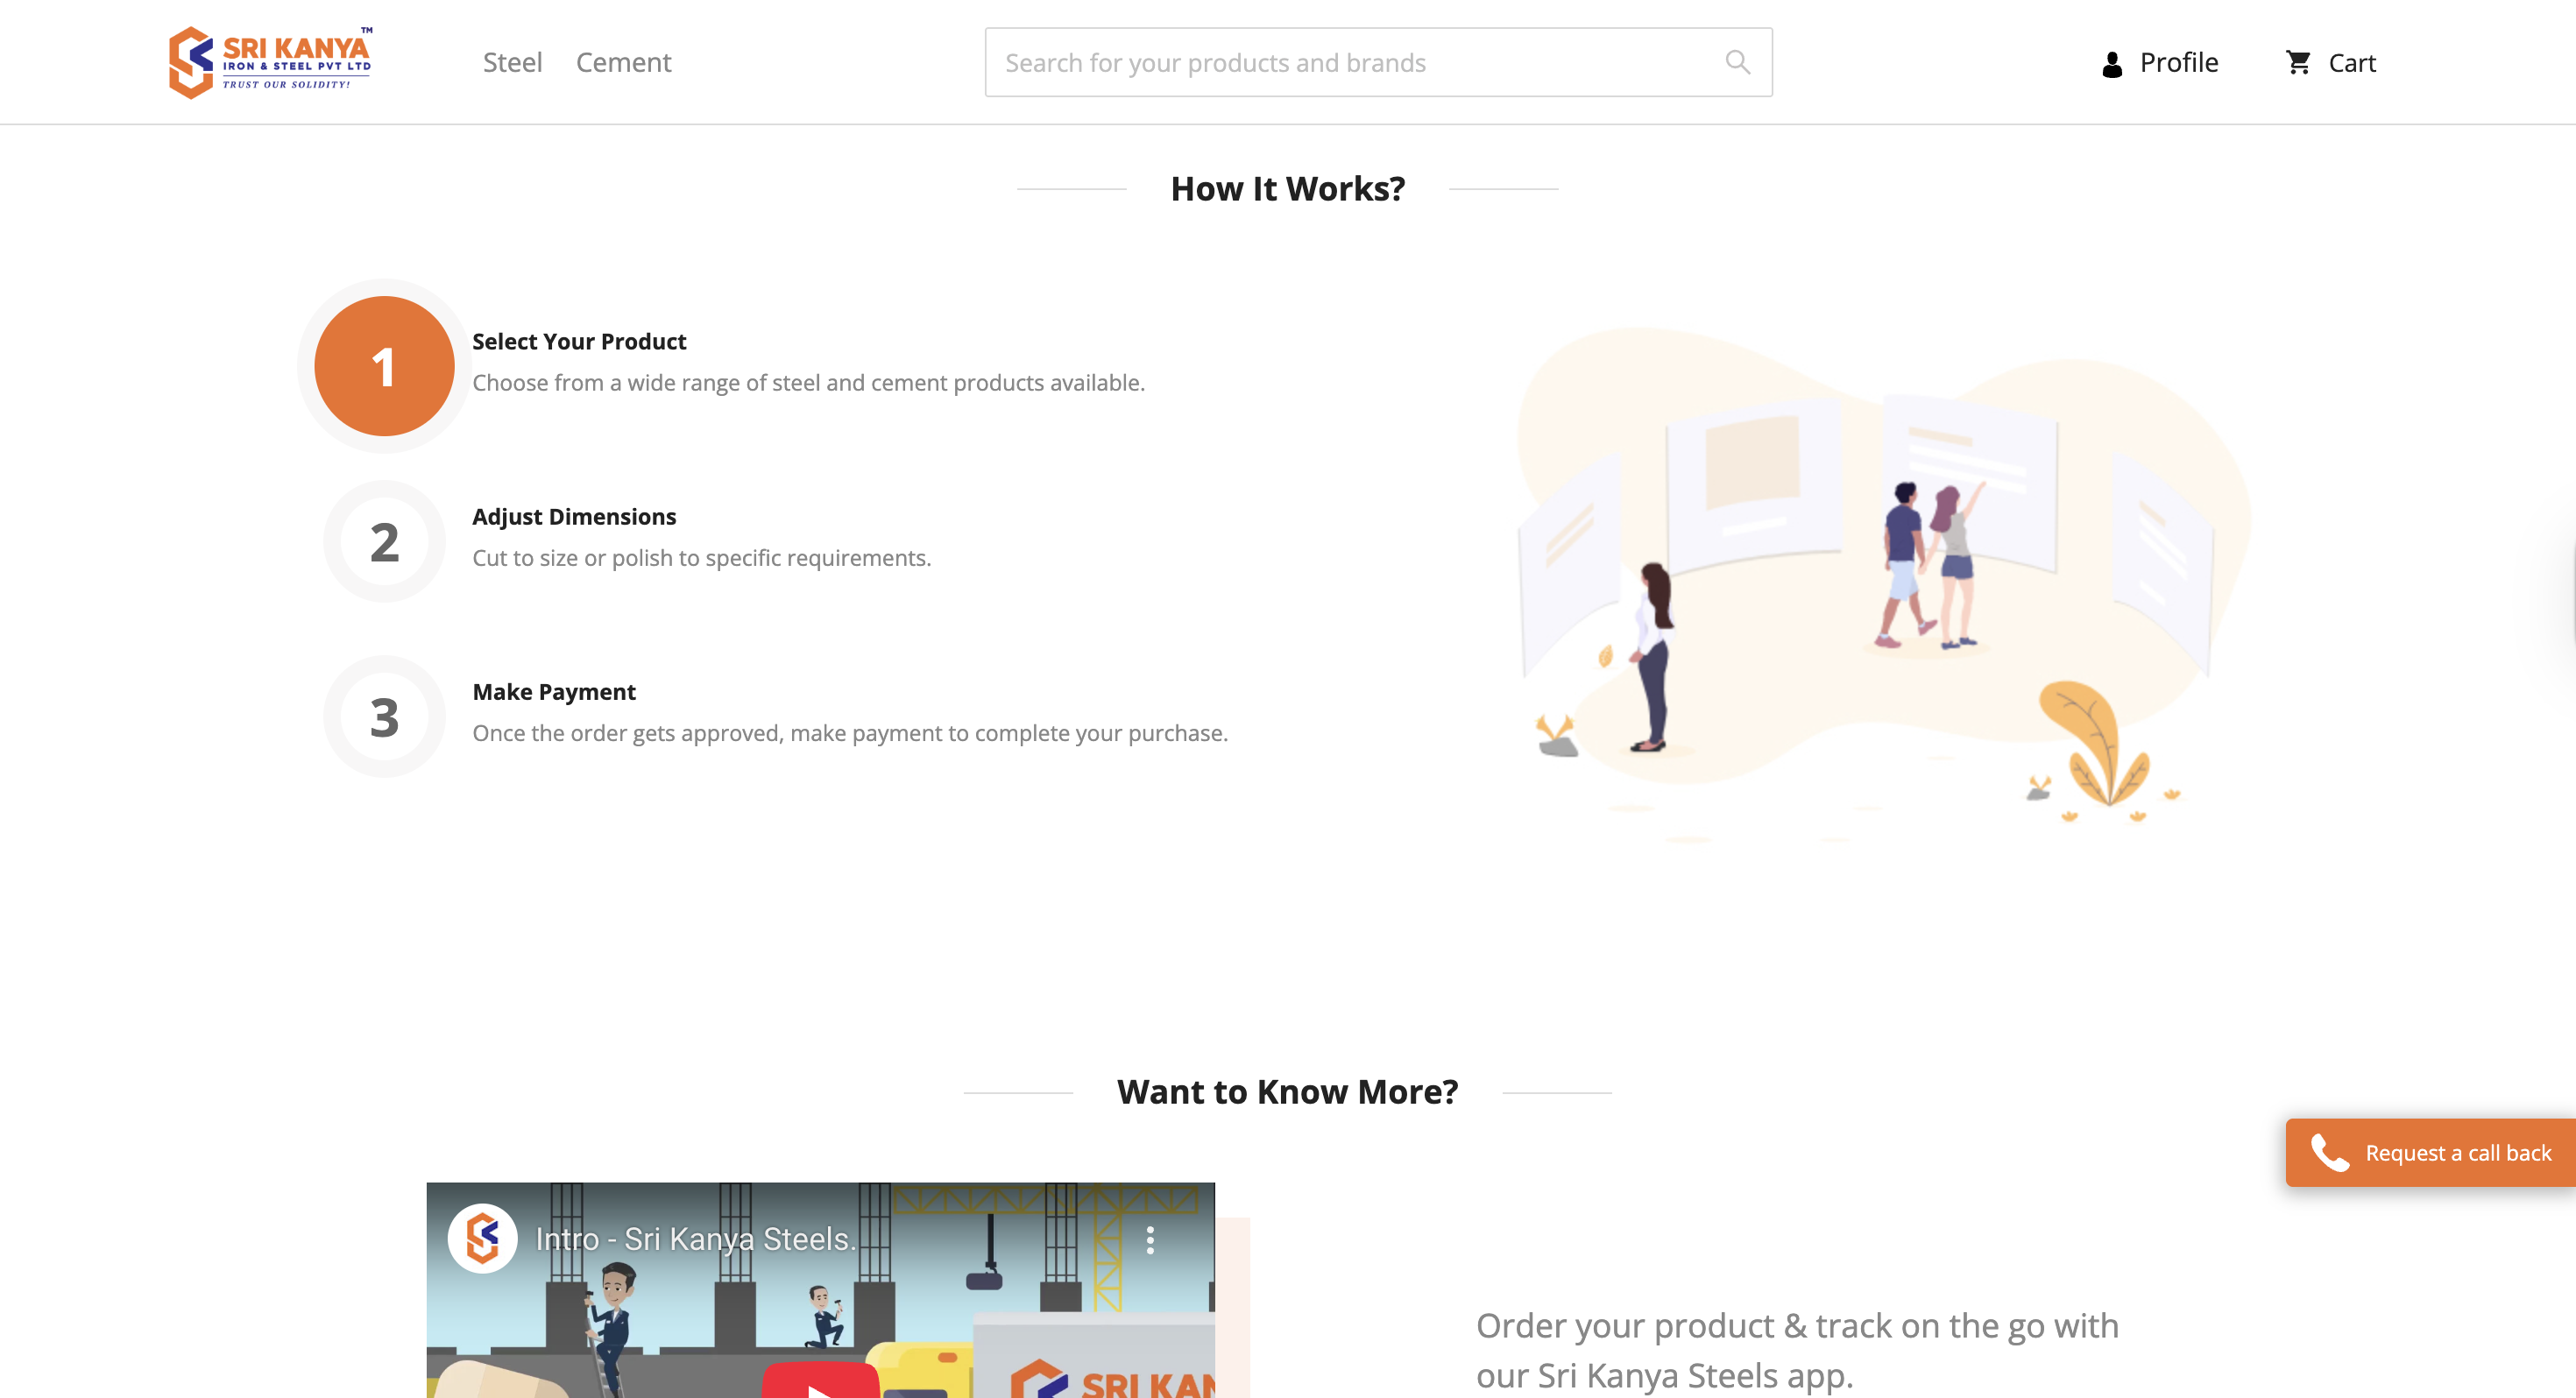 SRI KANYA TM
IRON & STEEL PVT LTD
TRUST OUR SOLIDITY!
Steel
Cement
Search for your products and brands
Profile
Cart
How It Works?
1
Select Your Product
Choose from a wide range of steel and cement products available.
2
Adjust Dimensions
Cut to size or polish to specific requirements.
3
Make Payment
Once the order gets approved, make payment to complete your purchase.
Want to Know More?
Request a call back
Intro - Sri Kanya Steels.
SRI KAN
Order your product & track on the go with
our Sri Kanya Steels app.